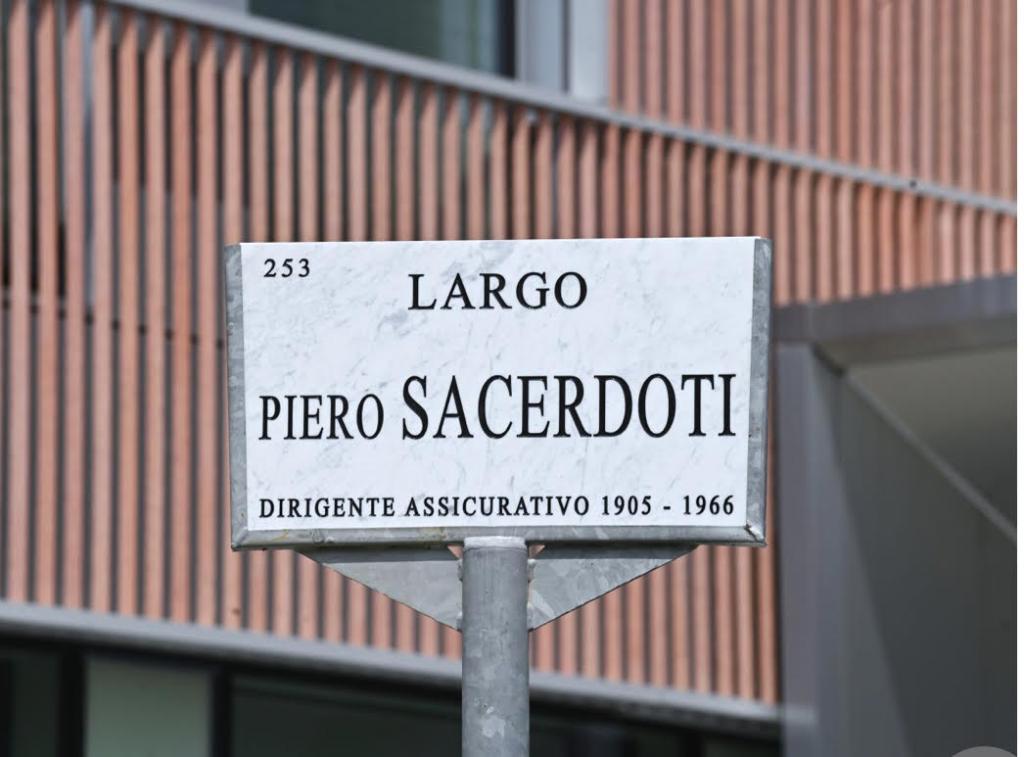 253
LARGO
PIERO SACERDOTI
DIRIGENTE ASSICURATIVO 1905 - 1966